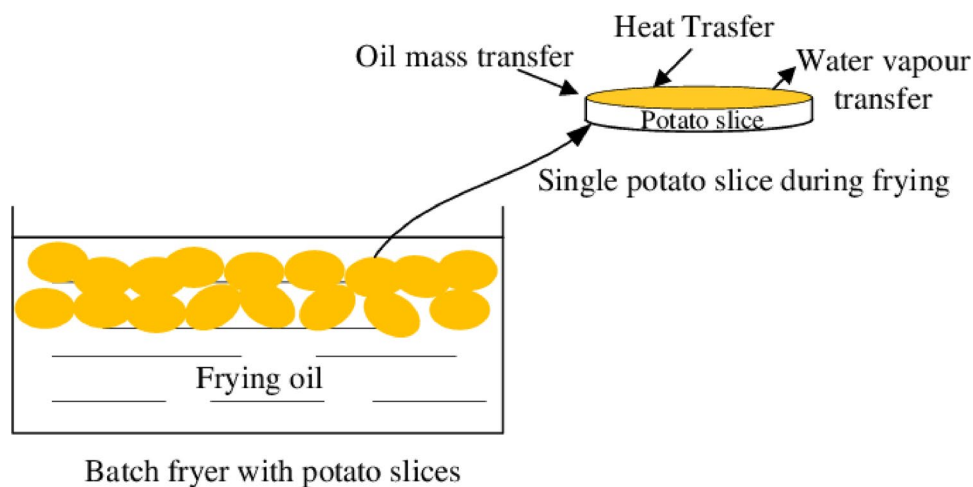 Heat Trasfer
Oil mass transfer
Water vapour
transfer
Potato slice
Single potato slice during frying
Frying oil
Batch fryer with potato slices